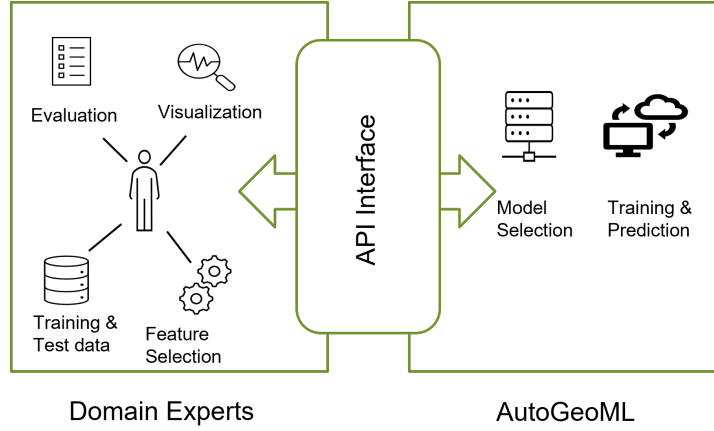 Evaluation
Visualization
Training &
Test data
Feature
Selection
API Interface
Model
Selection
Training &
Prediction
Domain Experts
AutoGeoML